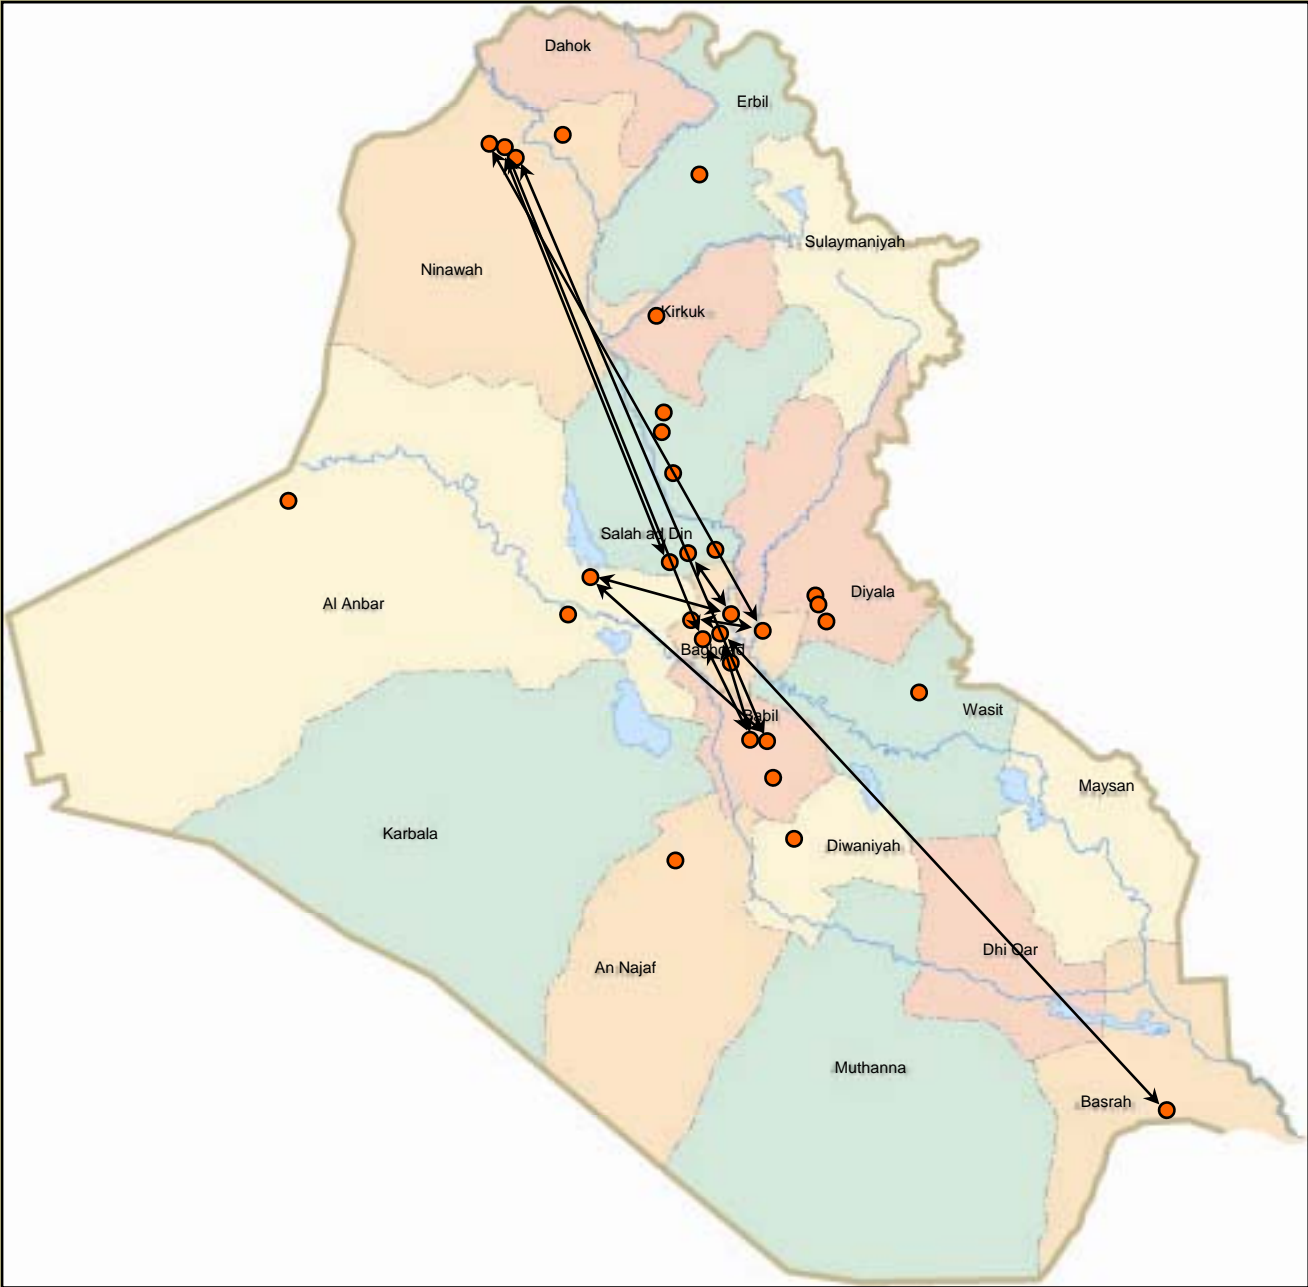 Dahok
Erbil
Sulaymaniyah
Ninawah
Kirkuk
Salah ad Din
Diyala
Al Anbar
Baghdad
Wasit
Babil
Maysan
Karbala
Diwaniyah
Dhi Qar
An Najaf
Muthanna
Basrah